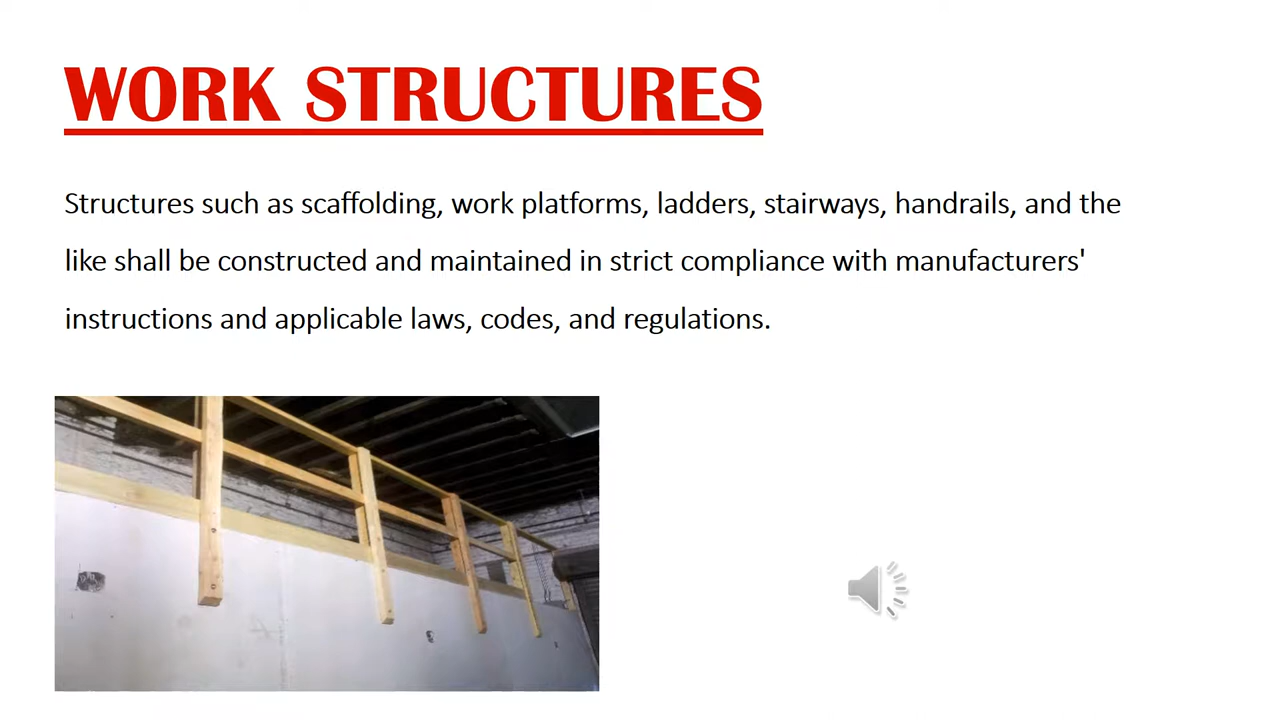 WORK STRUCTURES
Structures such as scaffolding, work platforms, ladders, stairways, handrails, and the
like shall be constructed and maintained in strict compliance with manufacturers'
instructions and applicable laws, codes, and regulations.